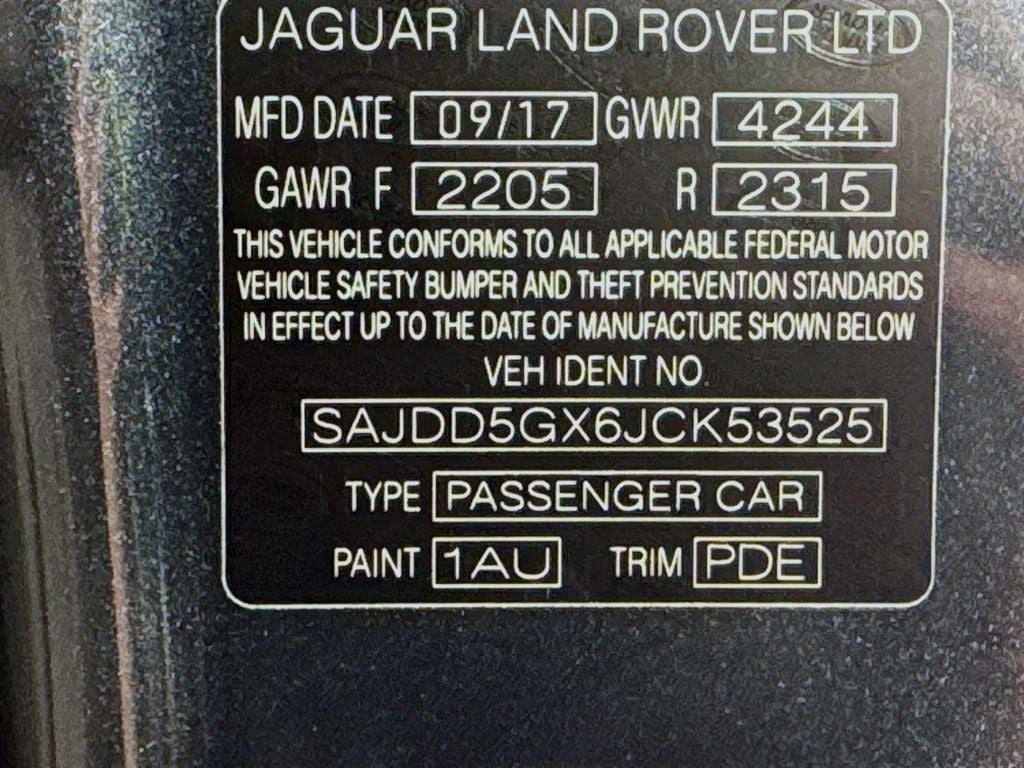 JAGUAR LAND ROVER LTD
MFD DATE 09/17 GVWR 4244
GAWR F 2205 R 2315
THIS VEHICLE CONFORMS TO ALL APPLICABLE FEDERAL MOTOR
VEHICLE SAFETY BUMPER AND THEFT PREVENTION STANDARDS
IN EFFECT UP TO THE DATE OF MANUFACTURE SHOWN BELOW
VEH IDENT NO.
SAJDD5GX6JCK53525
TYPE PASSENGER CAR
PAINT 1AU TRIM PDE